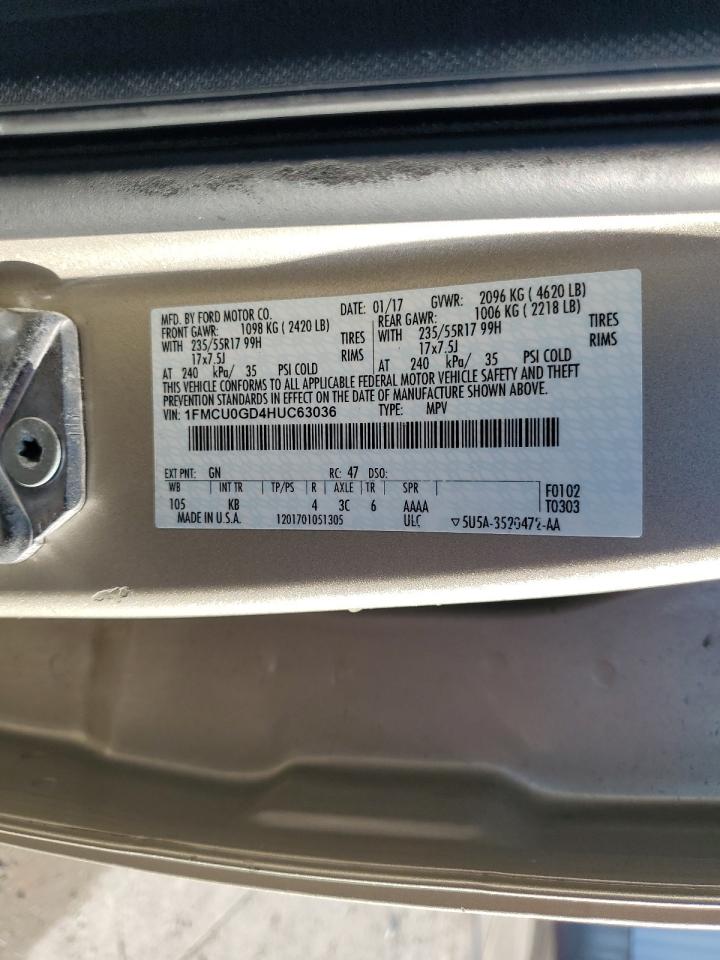 MFD. BY FORD MOTOR CO. DATE: 01/17 GVWR: 2096 KG ( 4620 LB)
FRONT GAWR: 1098 KG ( 2420 LB) REAR GAWR: 1006 KG ( 2218 LB)
WITH 235/55R17 99H TIRES WITH 235/55R17 99H TIRES
17x7.5J RIMS 17x7.5J RIMS
AT 240 kPa/ 35 PSI COLD AT 240 kPa/ 35 PSI COLD
THIS VEHICLE CONFORMS TO ALL APPLICABLE FEDERAL MOTOR VEHICLE SAFETY AND THEFT
PREVENTION STANDARDS IN EFFECT ON THE DATE OF MANUFACTURE SHOWN ABOVE.
VIN: 1FMCU0GD4HUC63036 TYPE: MPV
EXT PNT: GN RC: 47 DSO:
WB INT TR TP/PS R AXLE TR SPR F0102
105 KB 4 3C 6 AAAA T0303
MADE IN U.S.A. 1201701051305 ULC ▽5U5A-3520472-AA